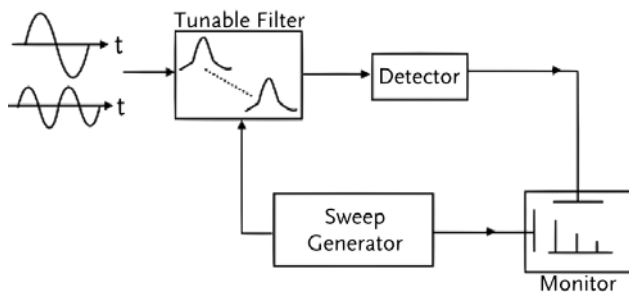 Tunable Filter
t
t
Detector
Sweep
Generator
Monitor